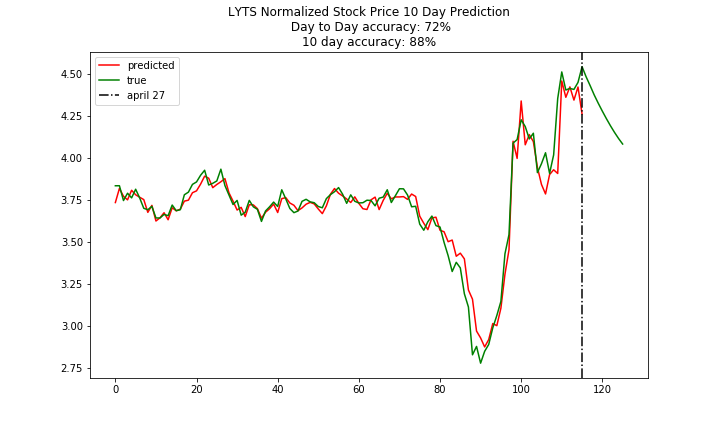 LYTS Normalized Stock Price 10 Day Prediction
Day to Day accuracy: 72%
10 day accuracy: 88%
predicted
true
april 27
4.50
4.25
4.00
3.75
3.50
3.25
3.00
2.75
0 20 40 60 80 100 120